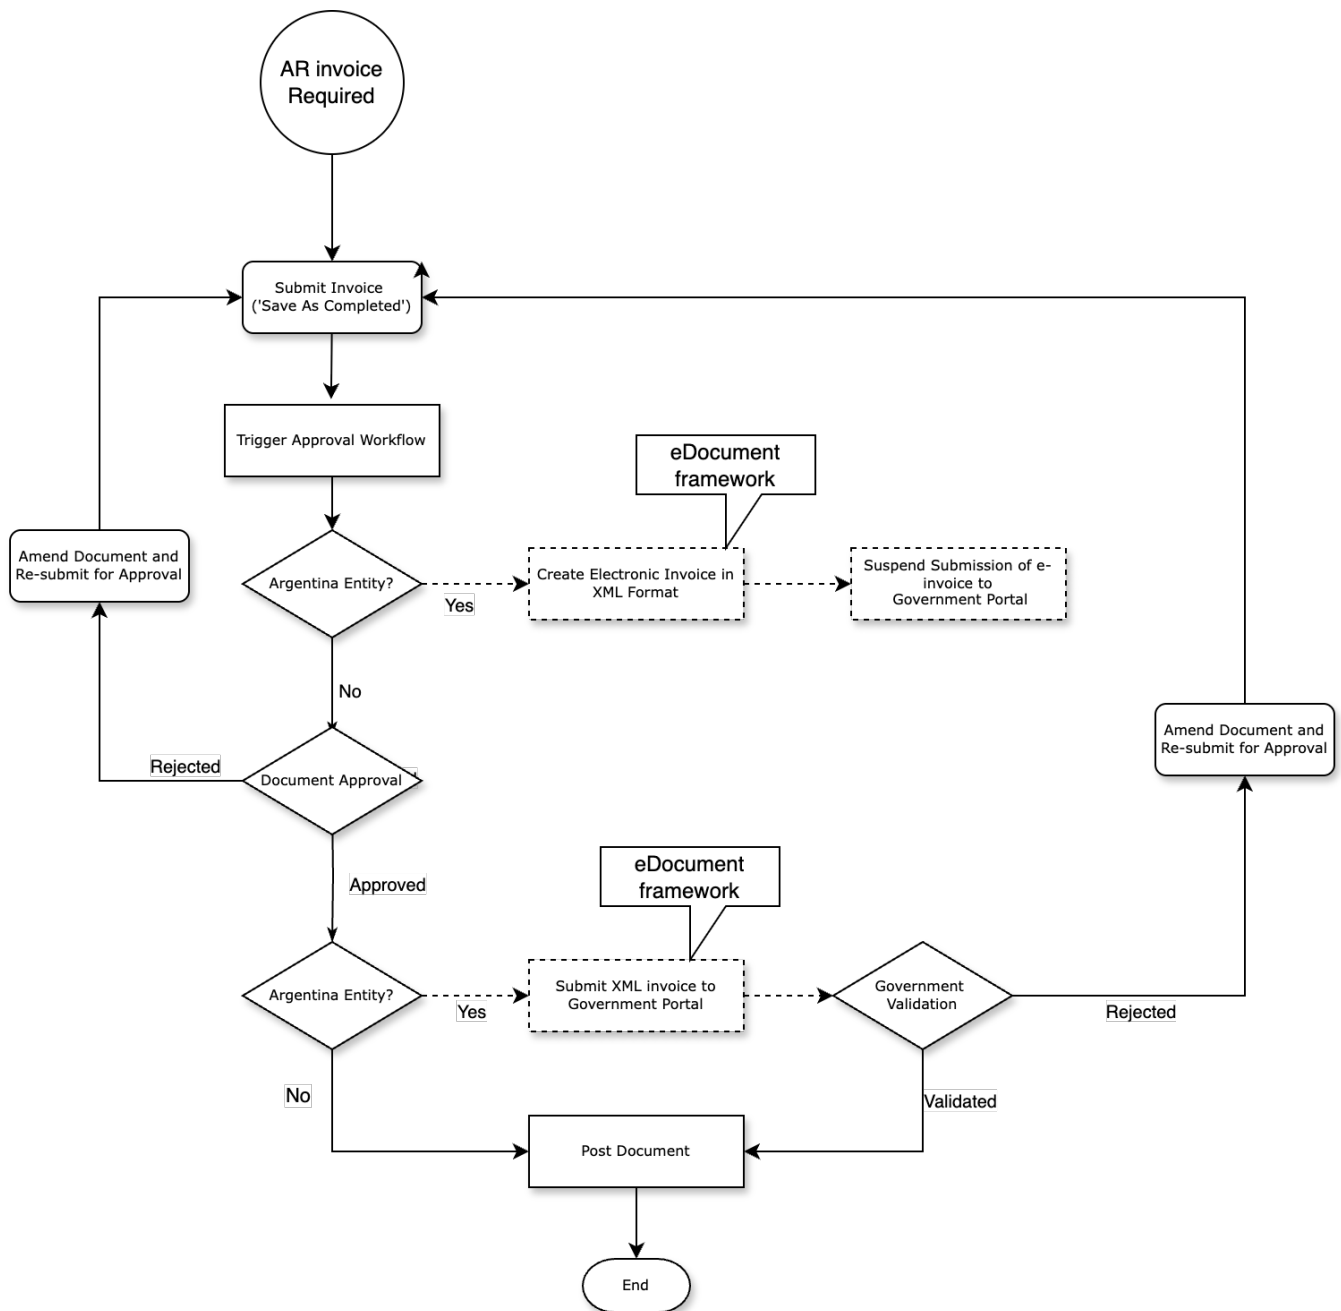 AR invoice
Required
Submit Invoice
('Save As Completed')
Trigger Approval Workflow
eDocument
framework
Amend Document and
Re-submit for Approval
Argentina Entity?
Yes
Create Electronic Invoice in
XML Format
Suspend Submission of e-
invoice to
Government Portal
No
Amend Document and
Re-submit for Approval
Rejected
Document Approval
eDocument
framework
Approved
Argentina Entity?
Yes
Submit XML invoice to
Government Portal
Government
Validation
Rejected
No
Validated
Post Document
End